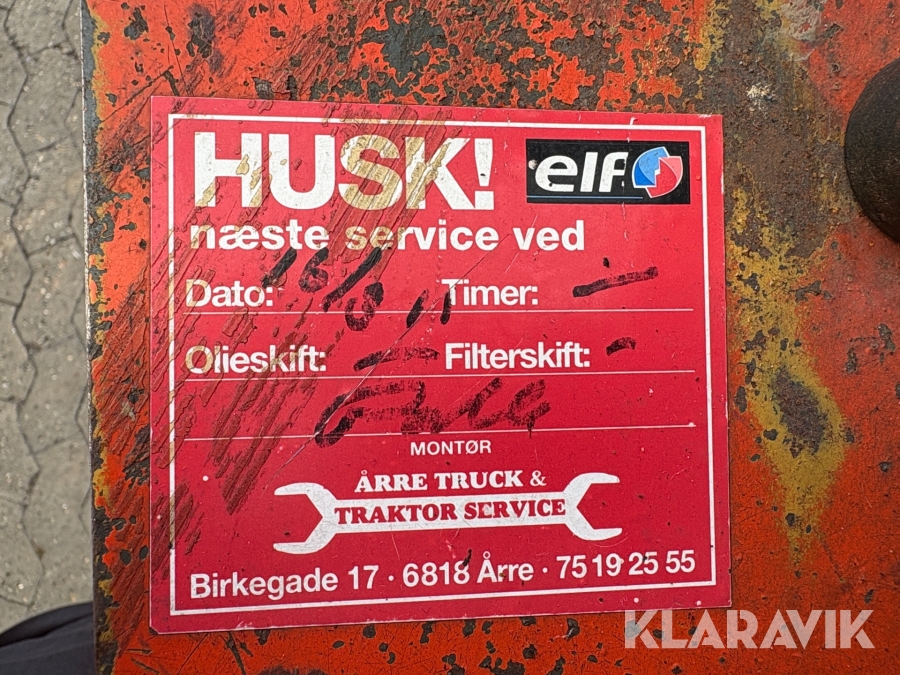 HUSK! elf
næste service ved
Dato: Timer: —
Olieskift: — Filterskift: -
MONTØR
ÅRRE TRUCK &
TRAKTOR SERVICE
Birkegade 17 · 6818 Årre · 75 19 25 55
KLARAVIK